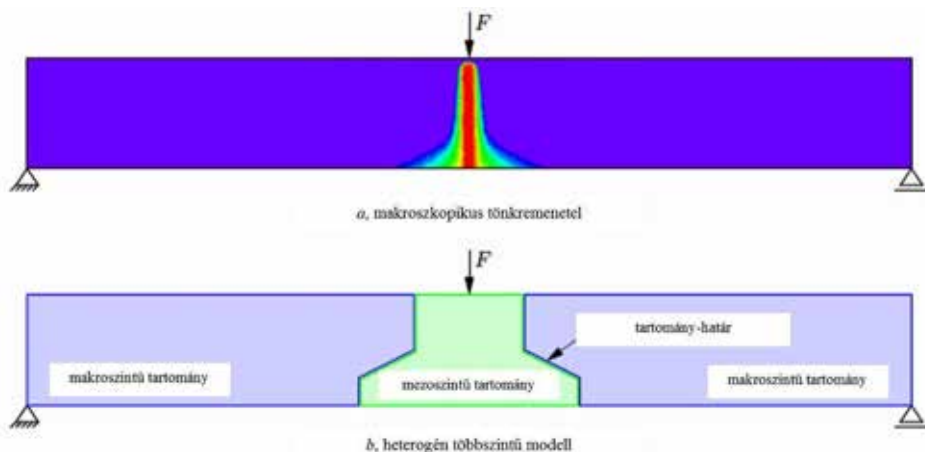 F
a, makroszkopikus tönkremenetel
F
tartomány-határ
makroszintű tartomány
mezoszintű tartomány
makroszintű tartomány
b, heterogén többszintű modell